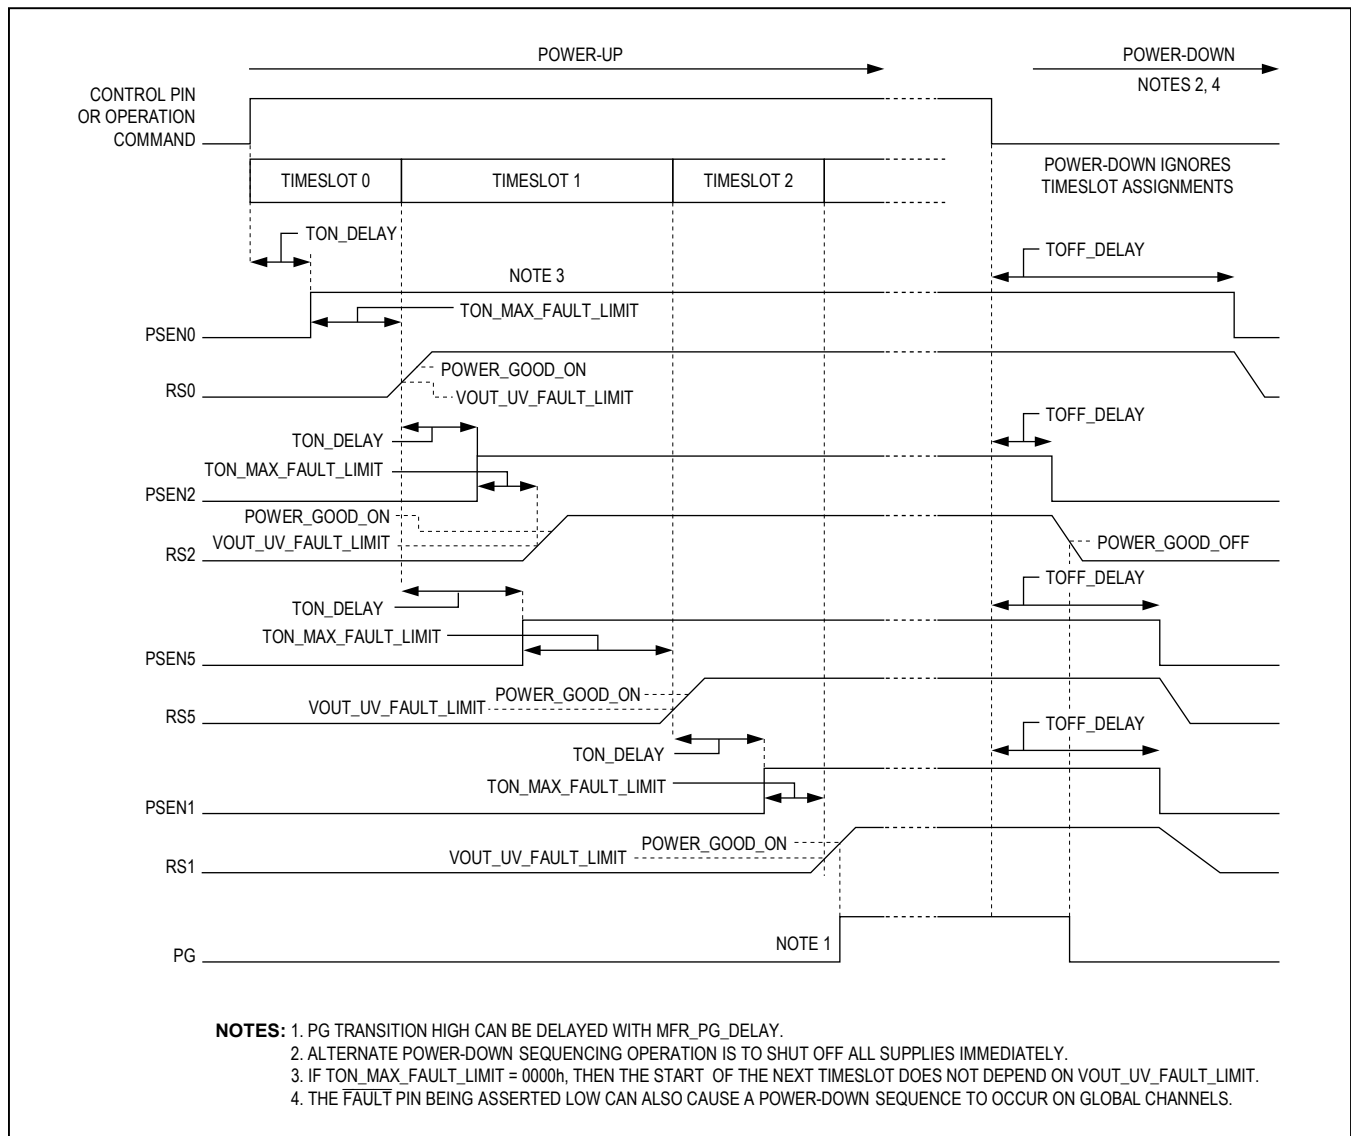 POWER-UP
POWER-DOWN
NOTES 2, 4
CONTROL PIN
OR OPERATION
COMMAND
TIMESLOT 0
TIMESLOT 1
TIMESLOT 2
POWER-DOWN IGNORES
TIMESLOT ASSIGNMENTS
TON_DELAY
TOFF_DELAY
NOTE 3
TON_MAX_FAULT_LIMIT
PSEN0
POWER_GOOD_ON
RS0
VOUT_UV_FAULT_LIMIT
TON_DELAY
TOFF_DELAY
TON_MAX_FAULT_LIMIT
PSEN2
POWER_GOOD_ON
VOUT_UV_FAULT_LIMIT
RS2
POWER_GOOD_OFF
TON_DELAY
TOFF_DELAY
TON_MAX_FAULT_LIMIT
PSEN5
POWER_GOOD_ON
VOUT_UV_FAULT_LIMIT
RS5
TON_DELAY
TOFF_DELAY
TON_MAX_FAULT_LIMIT
PSEN1
POWER_GOOD_ON
VOUT_UV_FAULT_LIMIT
RS1
NOTE 1
PG
NOTES: 1. PG TRANSITION HIGH CAN BE DELAYED WITH MFR_PG_DELAY.
2. ALTERNATE POWER-DOWN SEQUENCING OPERATION IS TO SHUT OFF ALL SUPPLIES IMMEDIATELY.
3. IF TON_MAX_FAULT_LIMIT = 0000h, THEN THE START OF THE NEXT TIMESLOT DOES NOT DEPEND ON VOUT_UV_FAULT_LIMIT.
4. THE FAULT PIN BEING ASSERTED LOW CAN ALSO CAUSE A POWER-DOWN SEQUENCE TO OCCUR ON GLOBAL CHANNELS.